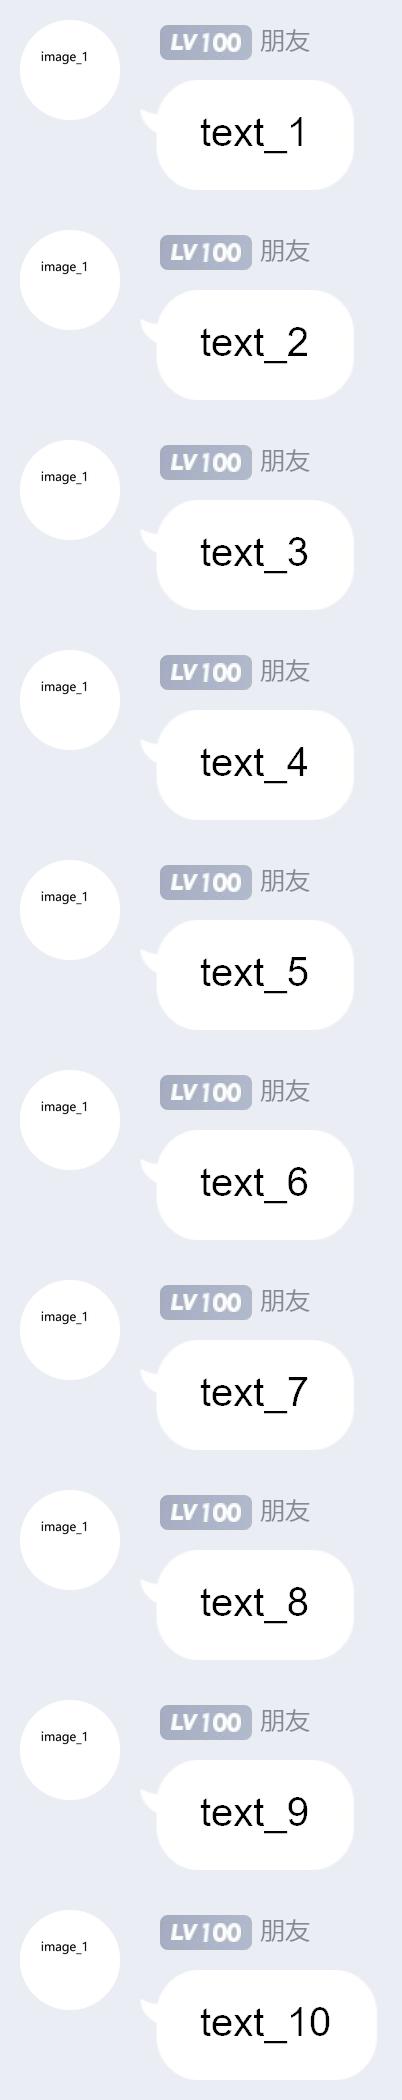 image_1
LV100 朋友
text_1
image_1
LV100 朋友
text_2
image_1
LV100 朋友
text_3
image_1
LV100 朋友
text_4
image_1
LV100 朋友
text_5
image_1
LV100 朋友
text_6
image_1
LV100 朋友
text_7
image_1
LV100 朋友
text_8
image_1
LV100 朋友
text_9
image_1
LV100 朋友
text_10